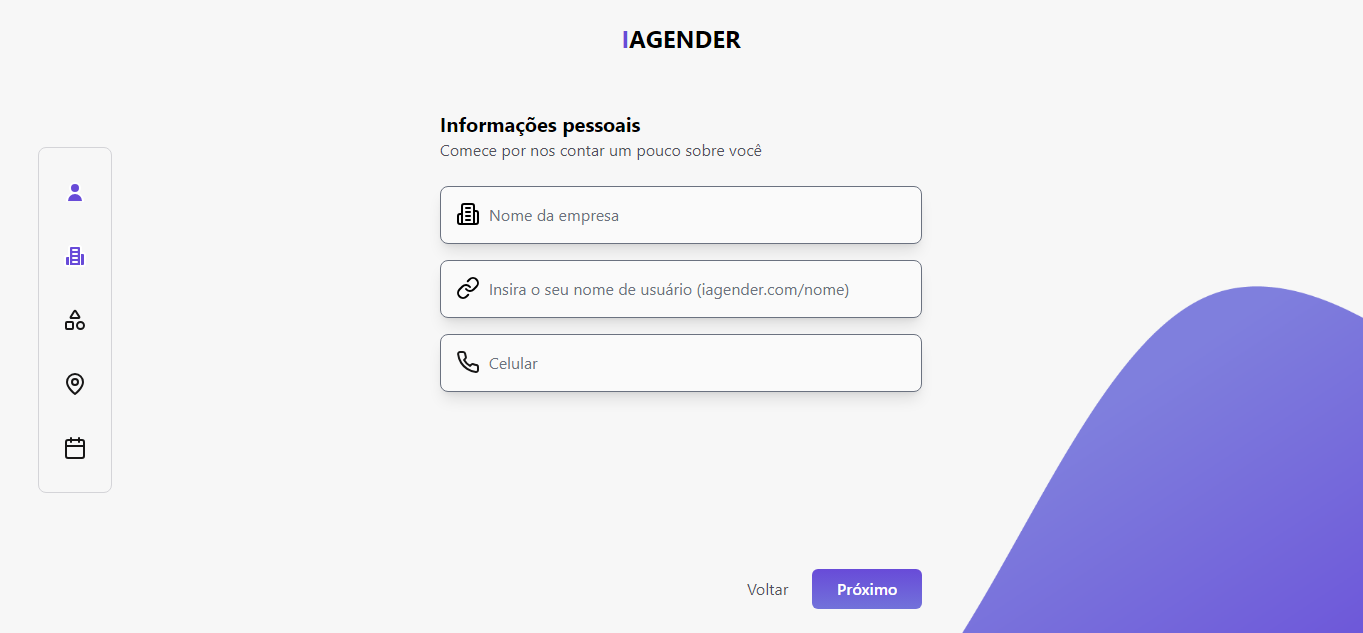 IAGENDER
Informações pessoais
Comece por nos contar um pouco sobre você
Nome da empresa
Insira o seu nome de usuário (iagender.com/nome)
Celular
Voltar
Próximo